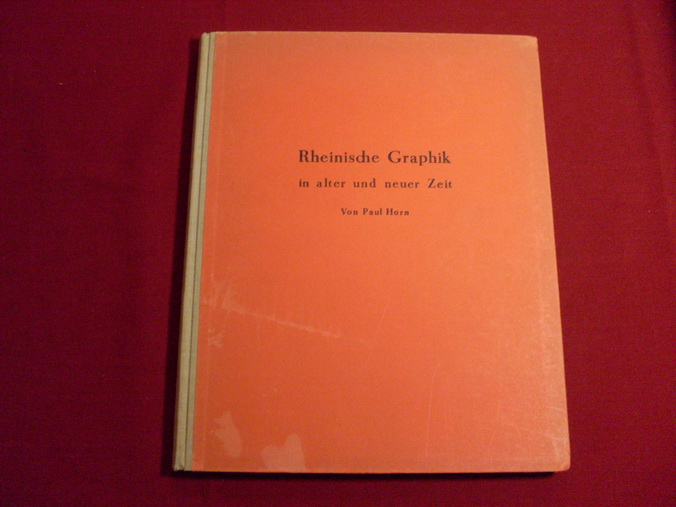 Rheinische Graphik
in alter und neuer Zeit
Von Paul Horn